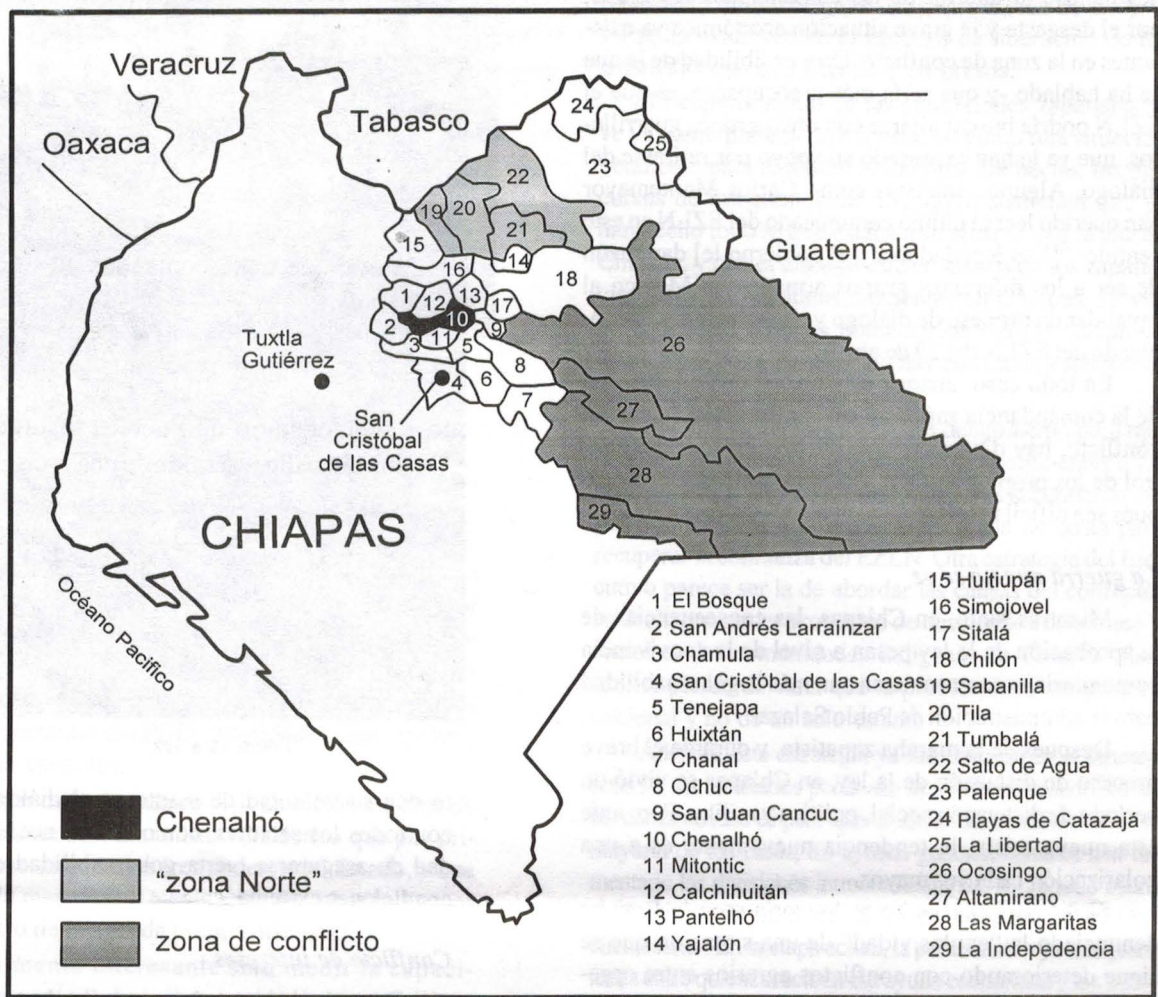 Veracruz
Oaxaca
Tabasco
Guatemala
24
25
23
22
20
19
21
15
14
18
16
1
12
13
17
2
10
9
11
3
5
26
8
4
6
7
27
28
29
Tuxtla
Gutiérrez
San
Cristóbal
de las Casas
CHIAPAS
Océano Pacifico
1 El Bosque
2 San Andrés Larraínzar
3 Chamula
4 San Cristóbal de las Casas
5 Tenejapa
6 Huixtán
7 Chanal
8 Ochuc
9 San Juan Cancuc
10 Chenalhó
11 Mitontic
12 Calchihuitán
13 Pantelhó
14 Yajalón
15 Huitiupán
16 Simojovel
17 Sitalá
18 Chilón
19 Sabanilla
20 Tila
21 Tumbalá
22 Salto de Agua
23 Palenque
24 Playas de Catazajá
25 La Libertad
26 Ocosingo
27 Altamirano
28 Las Margaritas
29 La Independencia
Chenalhó
"zona Norte"
zona de conflicto